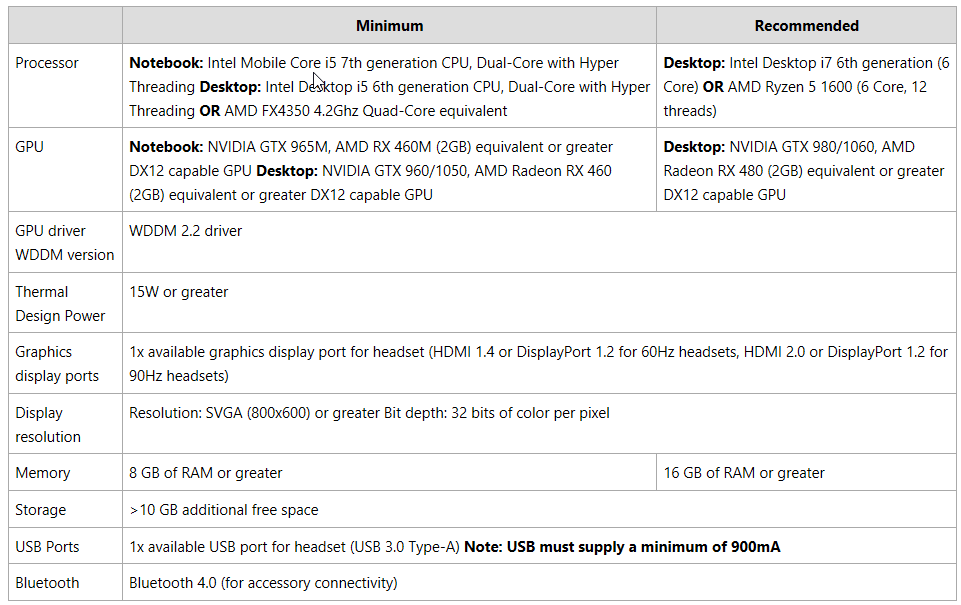 Minimum Recommended
Processor
Notebook: Intel Mobile Core i5 7th generation CPU, Dual-Core with Hyper
Threading Desktop: Intel Desktop i5 6th generation CPU, Dual-Core with Hyper
Threading OR AMD FX4350 4.2Ghz Quad-Core equivalent
Desktop: Intel Desktop i7 6th generation (6
Core) OR AMD Ryzen 5 1600 (6 Core, 12
threads)
GPU
Notebook: NVIDIA GTX 965M, AMD RX 460M (2GB) equivalent or greater
DX12 capable GPU Desktop: NVIDIA GTX 960/1050, AMD Radeon RX 460
(2GB) equivalent or greater DX12 capable GPU
Desktop: NVIDIA GTX 980/1060, AMD
Radeon RX 480 (2GB) equivalent or greater
DX12 capable GPU
GPU driver
WDDM version
WDDM 2.2 driver
Thermal
Design Power
15W or greater
Graphics
display ports
1x available graphics display port for headset (HDMI 1.4 or DisplayPort 1.2 for 60Hz headsets, HDMI 2.0 or DisplayPort 1.2 for
90Hz headsets)
Display
resolution
Resolution: SVGA (800x600) or greater Bit depth: 32 bits of color per pixel
Memory
8 GB of RAM or greater
16 GB of RAM or greater
Storage
>10 GB additional free space
USB Ports
1x available USB port for headset (USB 3.0 Type-A) Note: USB must supply a minimum of 900mA
Bluetooth
Bluetooth 4.0 (for accessory connectivity)